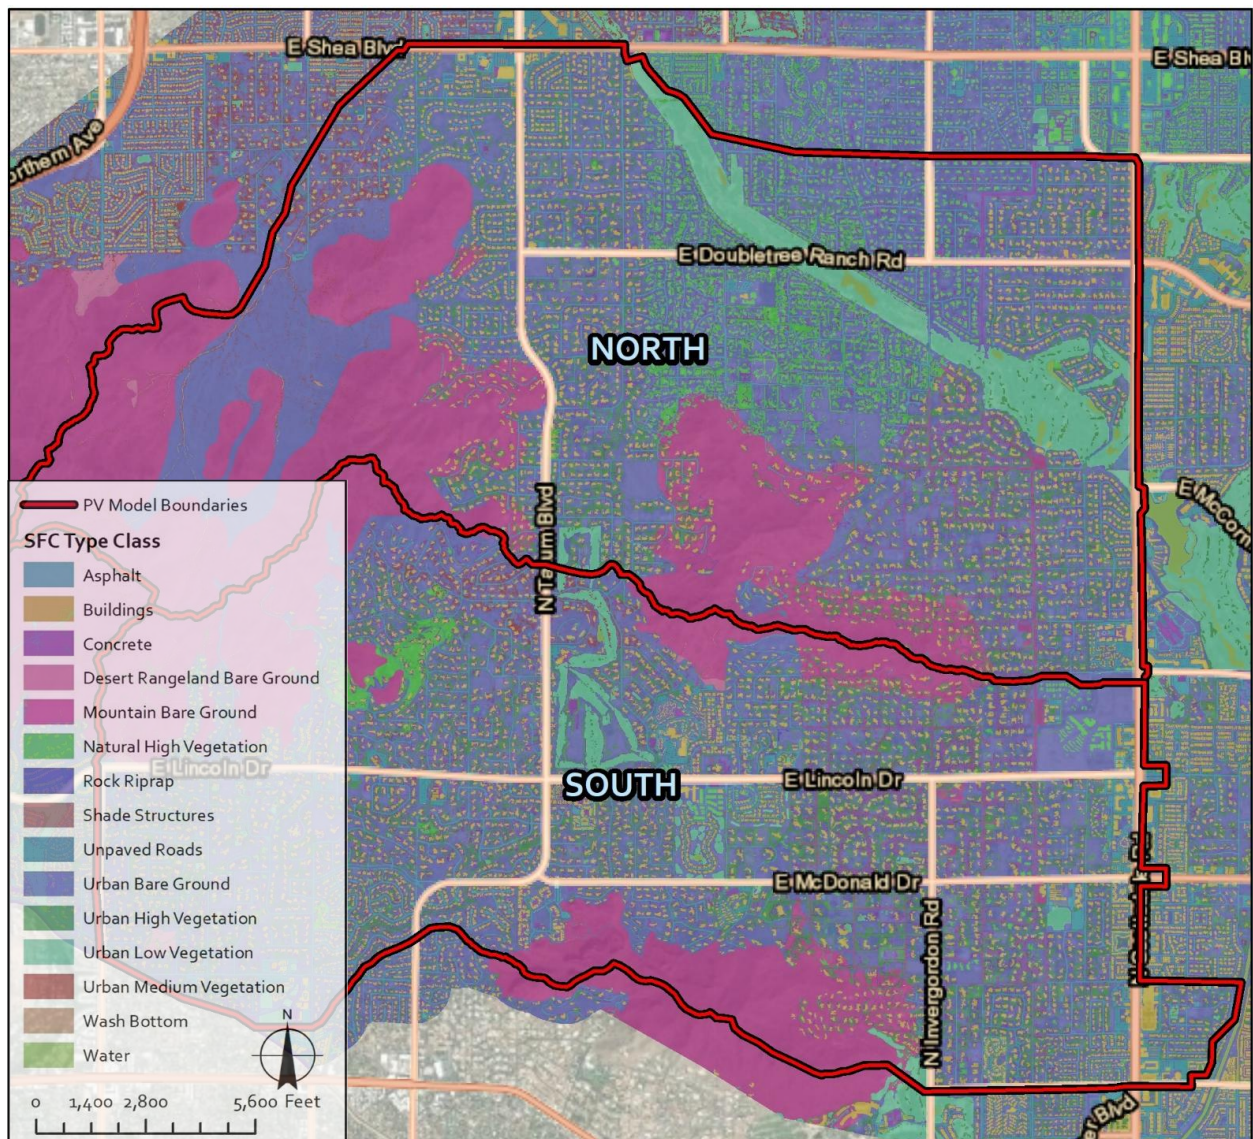 E Shea Blvd
E Shea Bl
orthern Ave
E Doubletree Ranch Rd
NORTH
E McCorm
N Tatum Blvd
PV Model Boundaries
SFC Type Class
Asphalt
Buildings
Concrete
Desert Rangeland Bare Ground
Mountain Bare Ground
Natural High Vegetation
Rock Riprap
Shade Structures
Unpaved Roads
Urban Bare Ground
Urban High Vegetation
Urban Low Vegetation
Urban Medium Vegetation
Wash Bottom
Water
E Lincoln Dr
SOUTH
E Lincoln Dr
E McDonald Dr
N Invergordon Rd
N
0 1,400 2,800 5,600 Feet
er Blvd